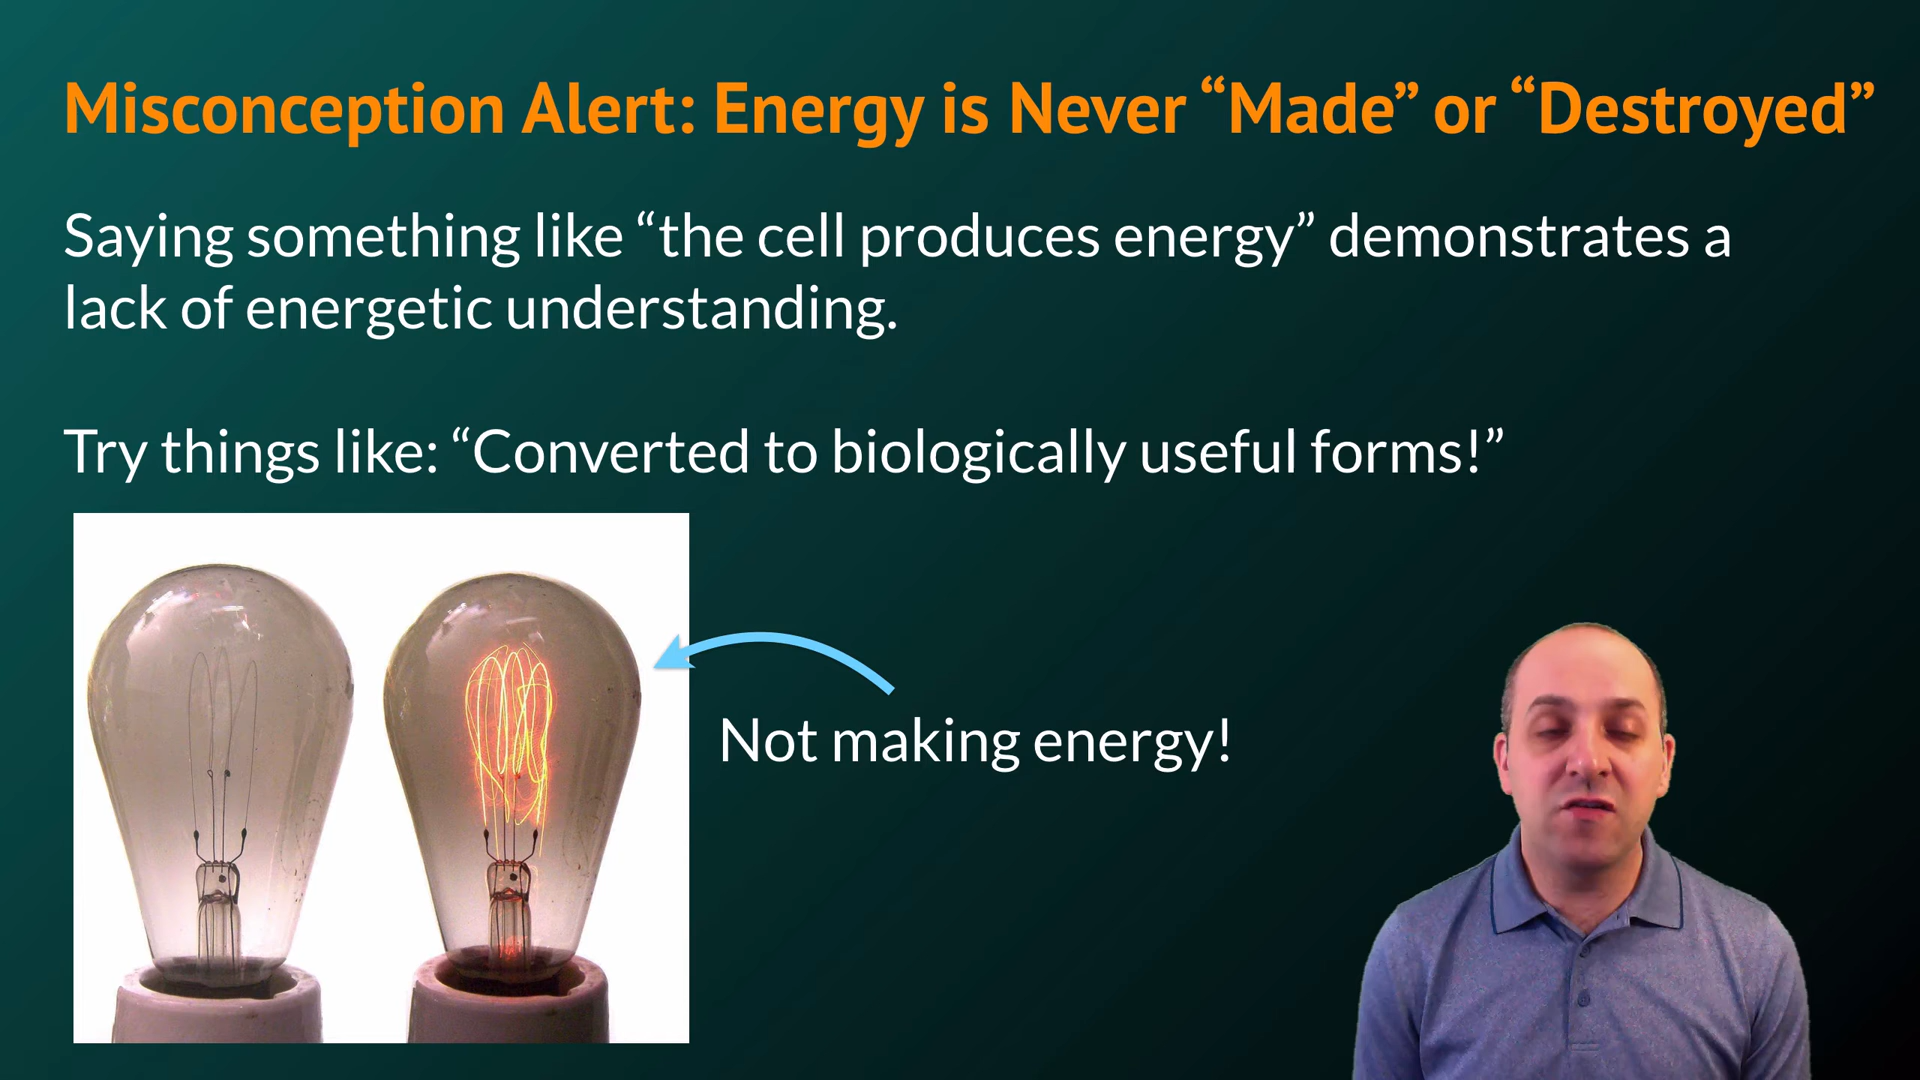 Misconception Alert: Energy is Never “Made” or “Destroyed”
Saying something like “the cell produces energy” demonstrates a
lack of energetic understanding.
Try things like: “Converted to biologically useful forms!”
Not making energy!